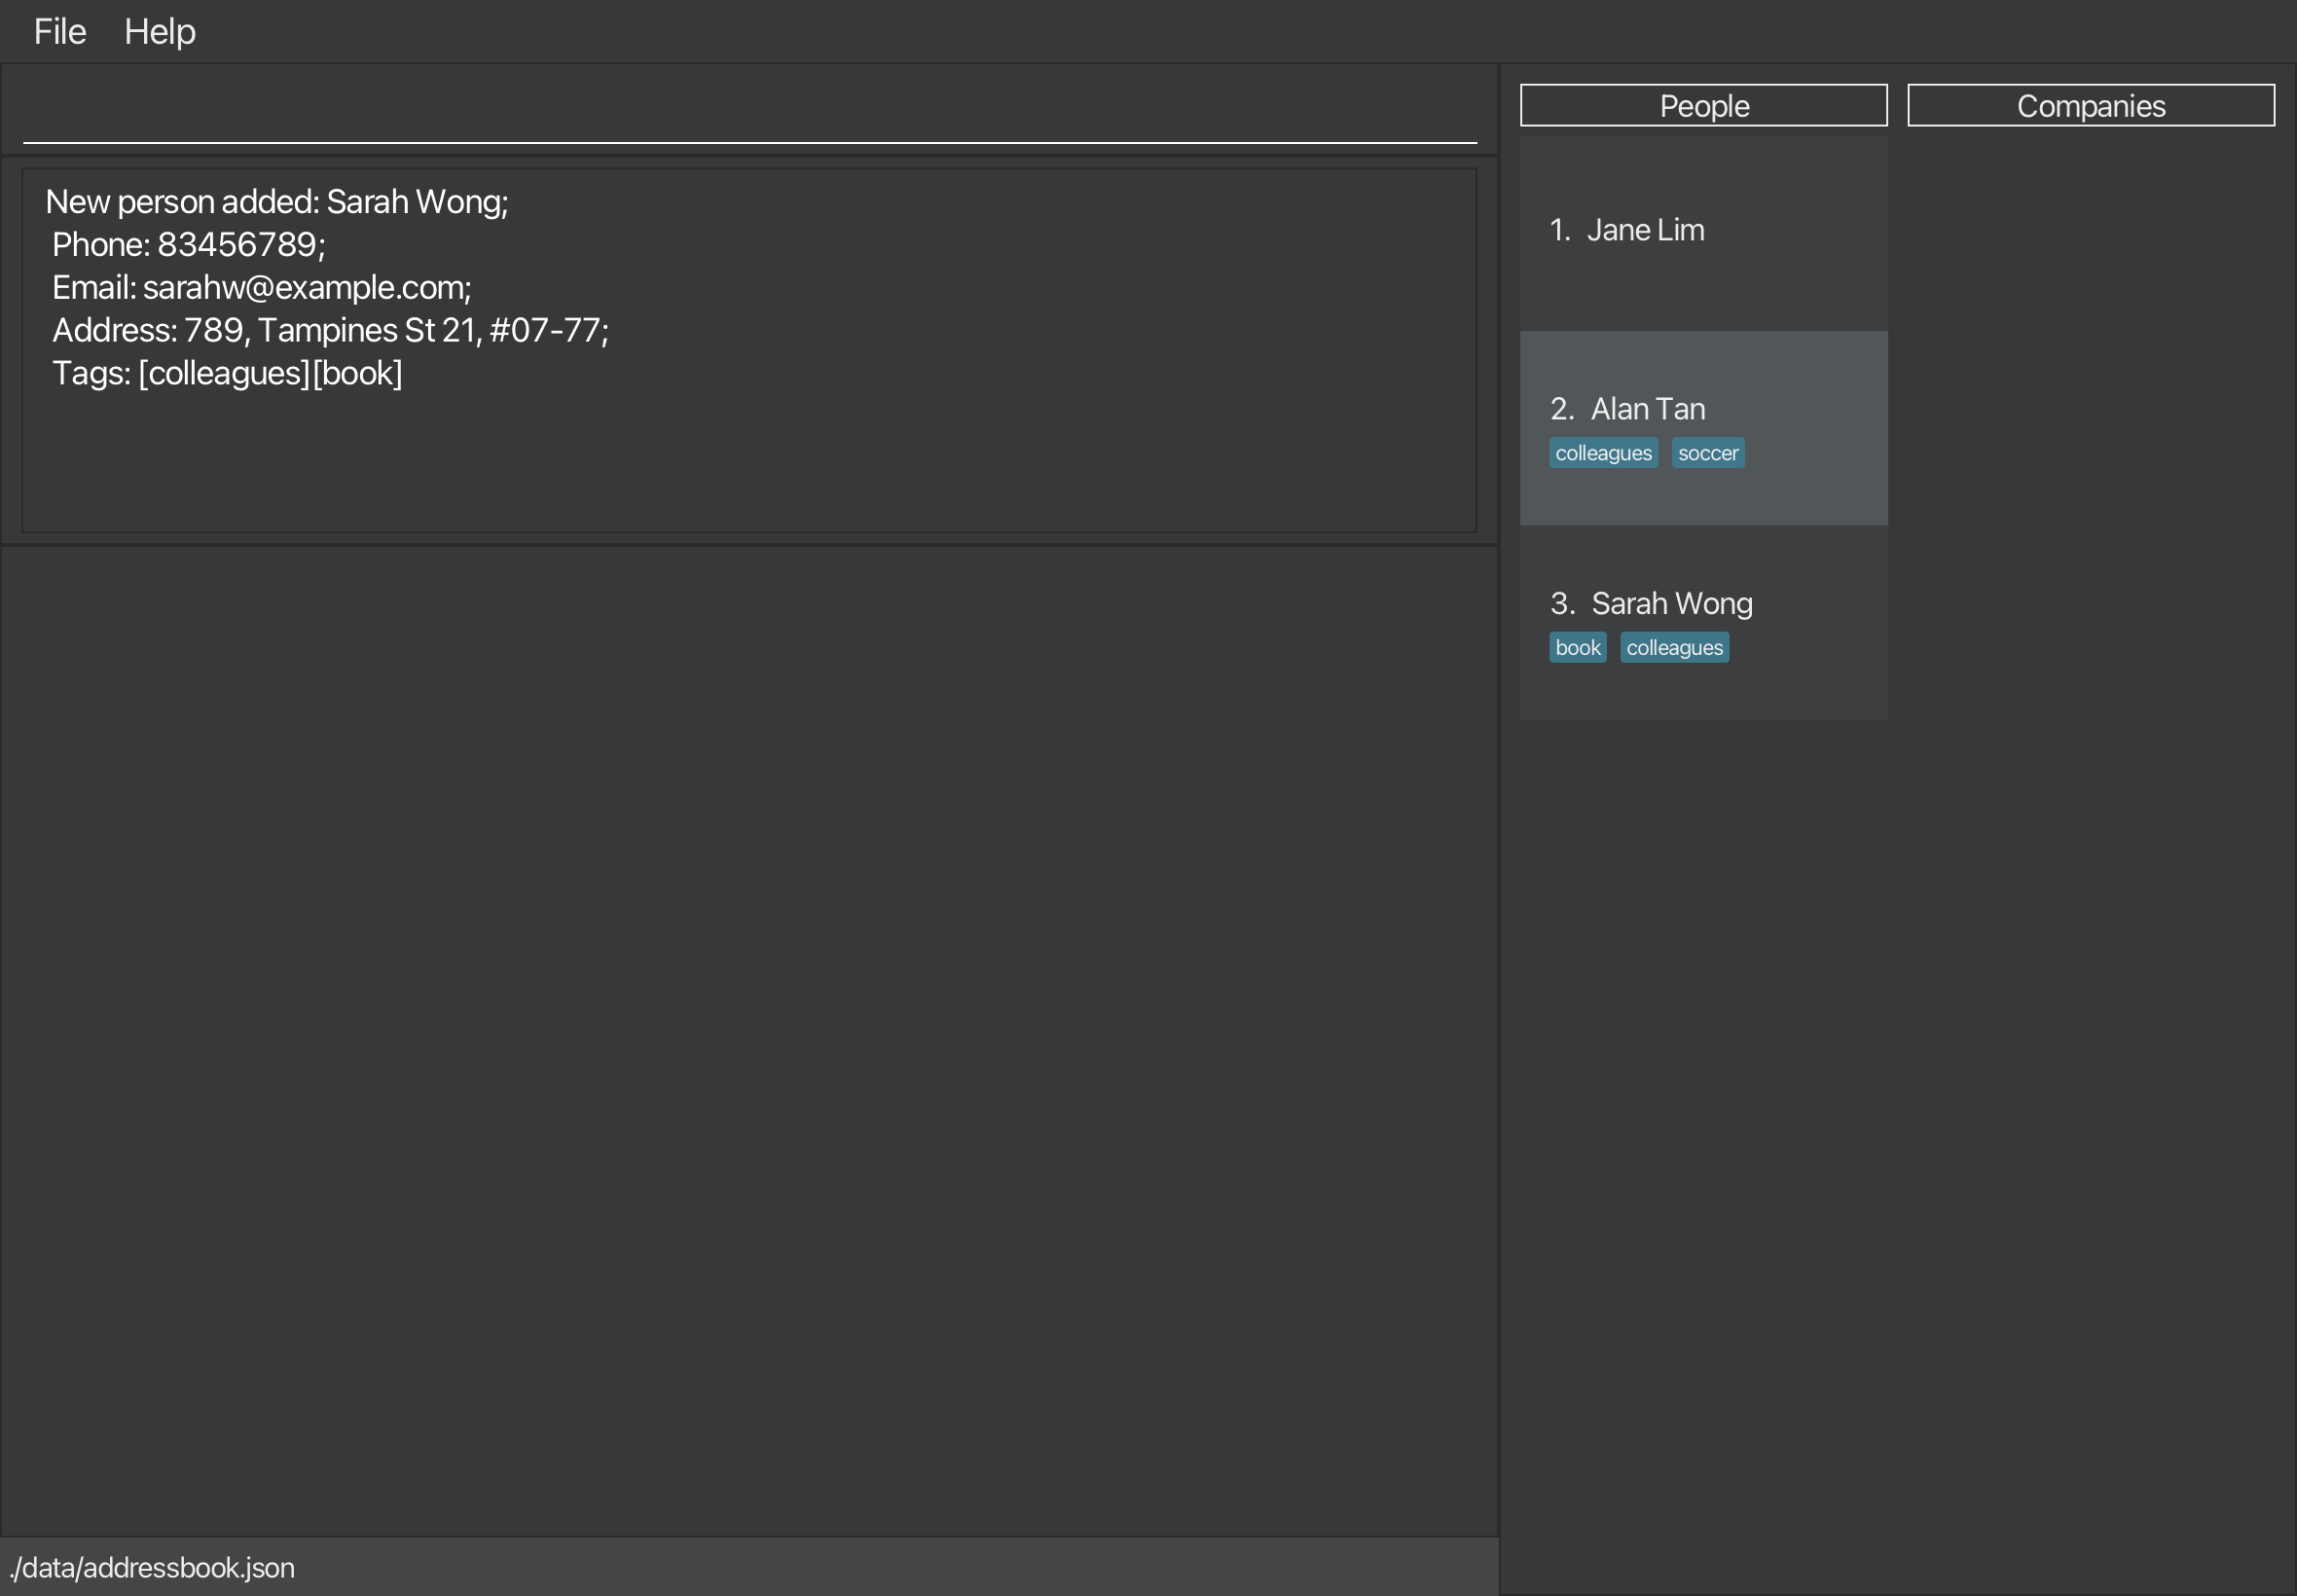 File Help
New person added: Sarah Wong;
Phone: 83456789;
Email: sarahw@example.com;
Address: 789, Tampines St 21, #07-77;
Tags: [colleagues][book]
People Companies
1. Jane Lim
2. Alan Tan
colleagues soccer
3. Sarah Wong
book colleagues
./data/addressbook.json